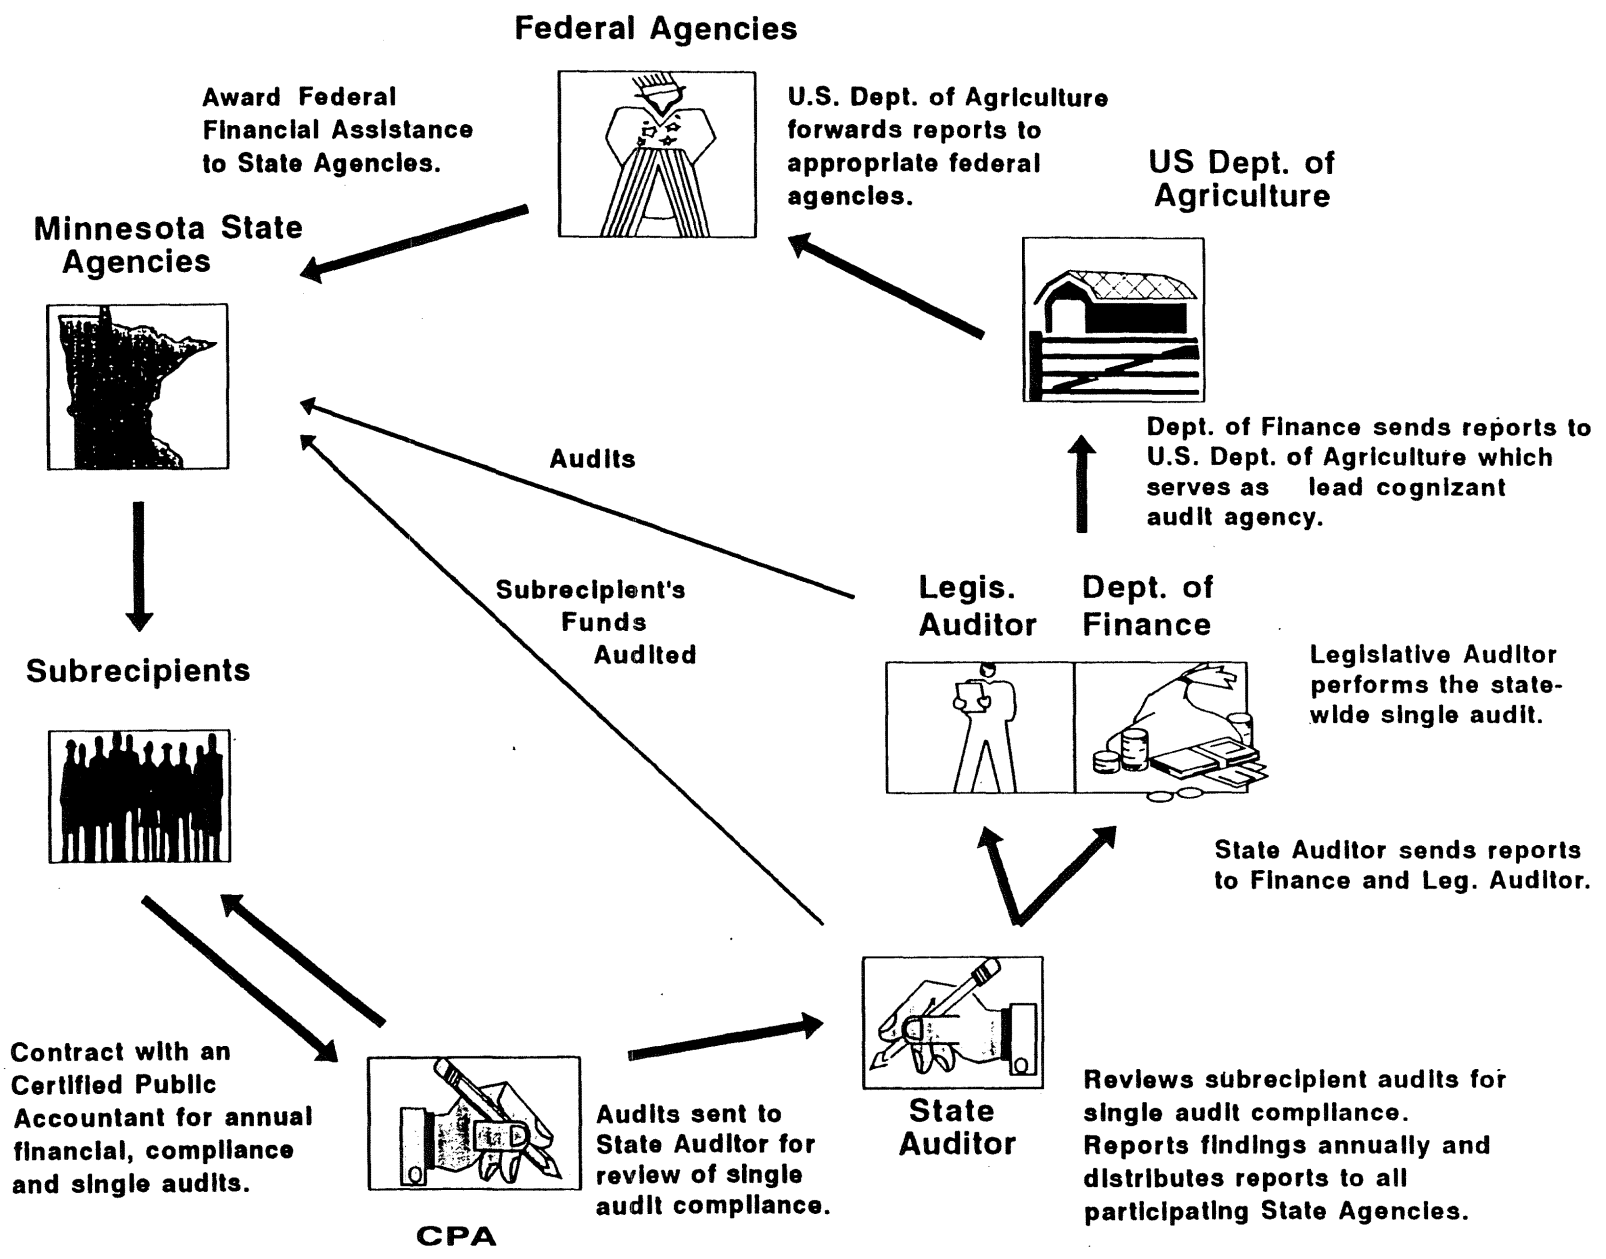 Federal Agencies
Award Federal
Financial Assistance
to State Agencies.
U.S. Dept. of Agriculture
forwards reports to
appropriate federal
agencies.
US Dept. of
Agriculture
Minnesota State
Agencies
Dept. of Finance sends reports to
U.S. Dept. of Agriculture which
serves as lead cognizant
audit agency.
Audits
Subrecipient's
Funds
Audited
Legis.
Auditor
Dept. of
Finance
Legislative Auditor
performs the state-
wide single audit.
Subrecipients
State Auditor sends reports
to Finance and Leg. Auditor.
Contract with an
Certified Public
Accountant for annual
financial, compliance
and single audits.
CPA
Audits sent to
State Auditor for
review of single
audit compliance.
State
Auditor
Reviews subrecipient audits for
single audit compliance.
Reports findings annually and
distributes reports to all
participating State Agencies.